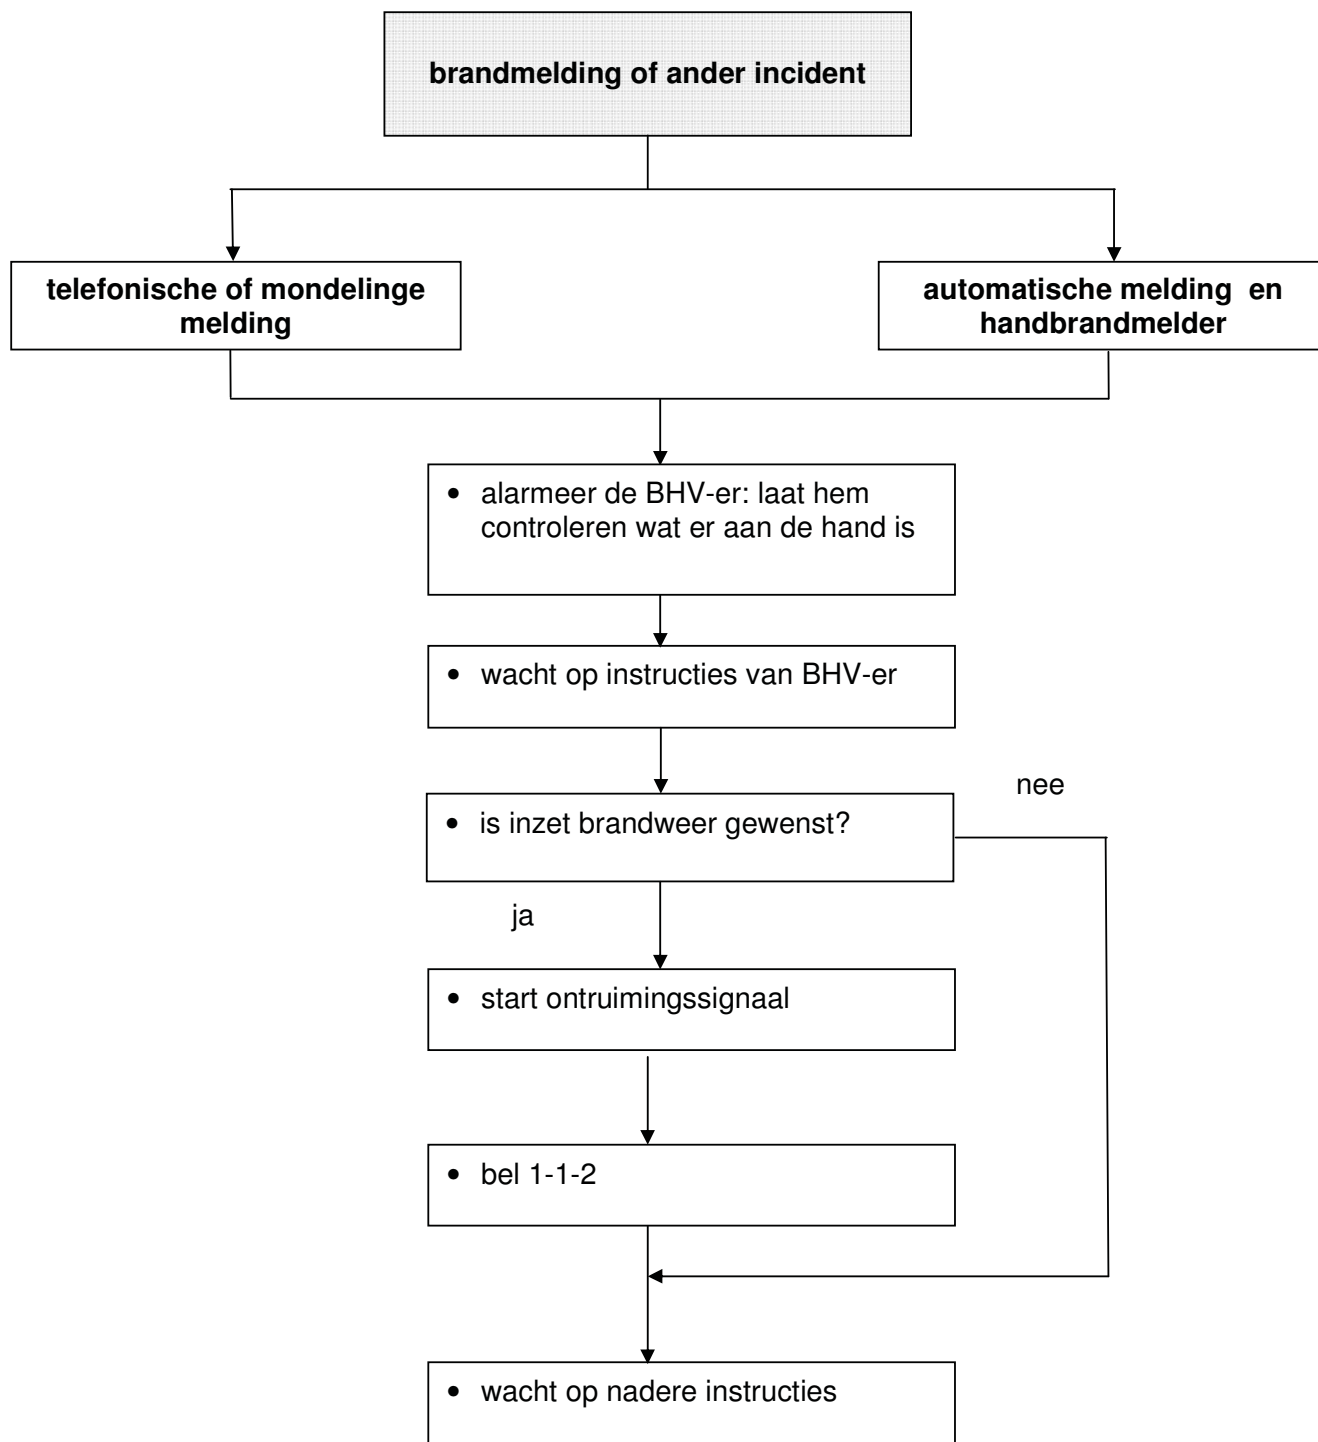 brandmelding of ander incident
telefonische of mondelinge
melding
automatische melding en
handbrandmelder
• alarmeer de BHV-er: laat hem
controleren wat er aan de hand is
• wacht op instructies van BHV-er
nee
• is inzet brandweer gewenst?
ja
• start ontruimingssignaal
• bel 1-1-2
• wacht op nadere instructies